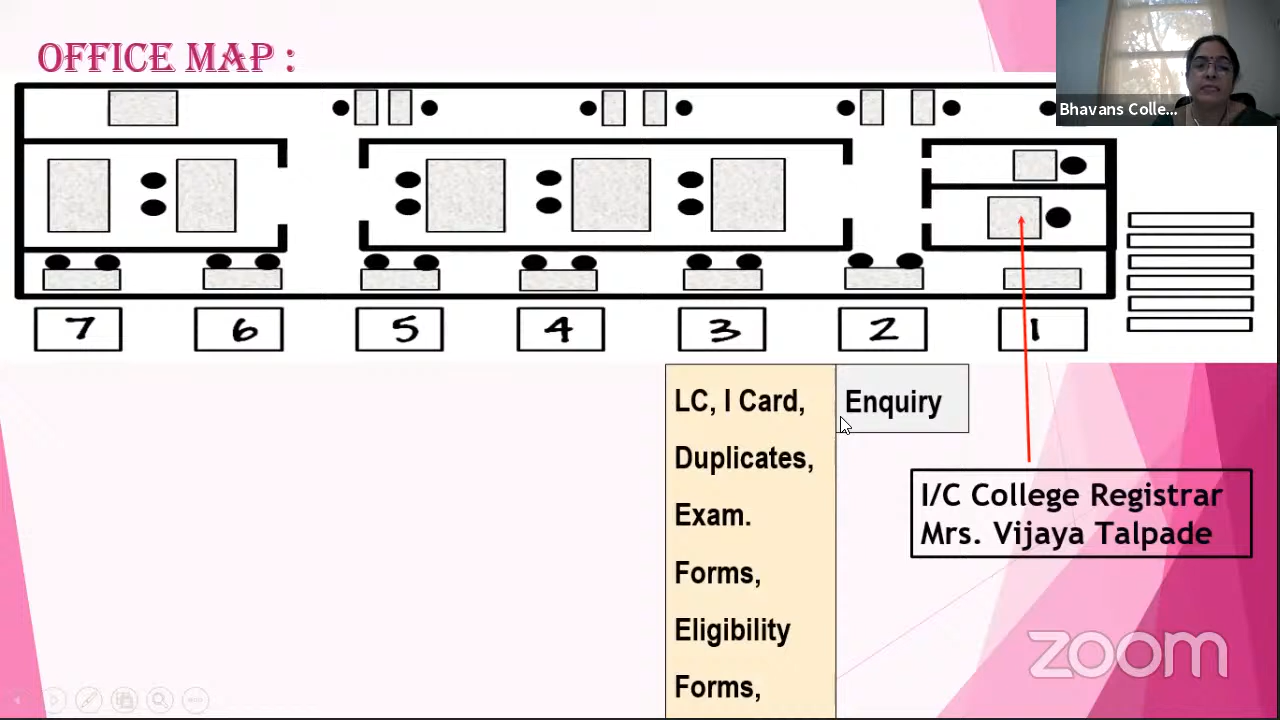 OFFICE MAP :
Bhavans Colle...
7 6 5 4 3 2 1
LC, I Card,
Duplicates,
Exam.
Forms,
Eligibility
Forms,
Enquiry
I/C College Registrar
Mrs. Vijaya Talpade
zoom